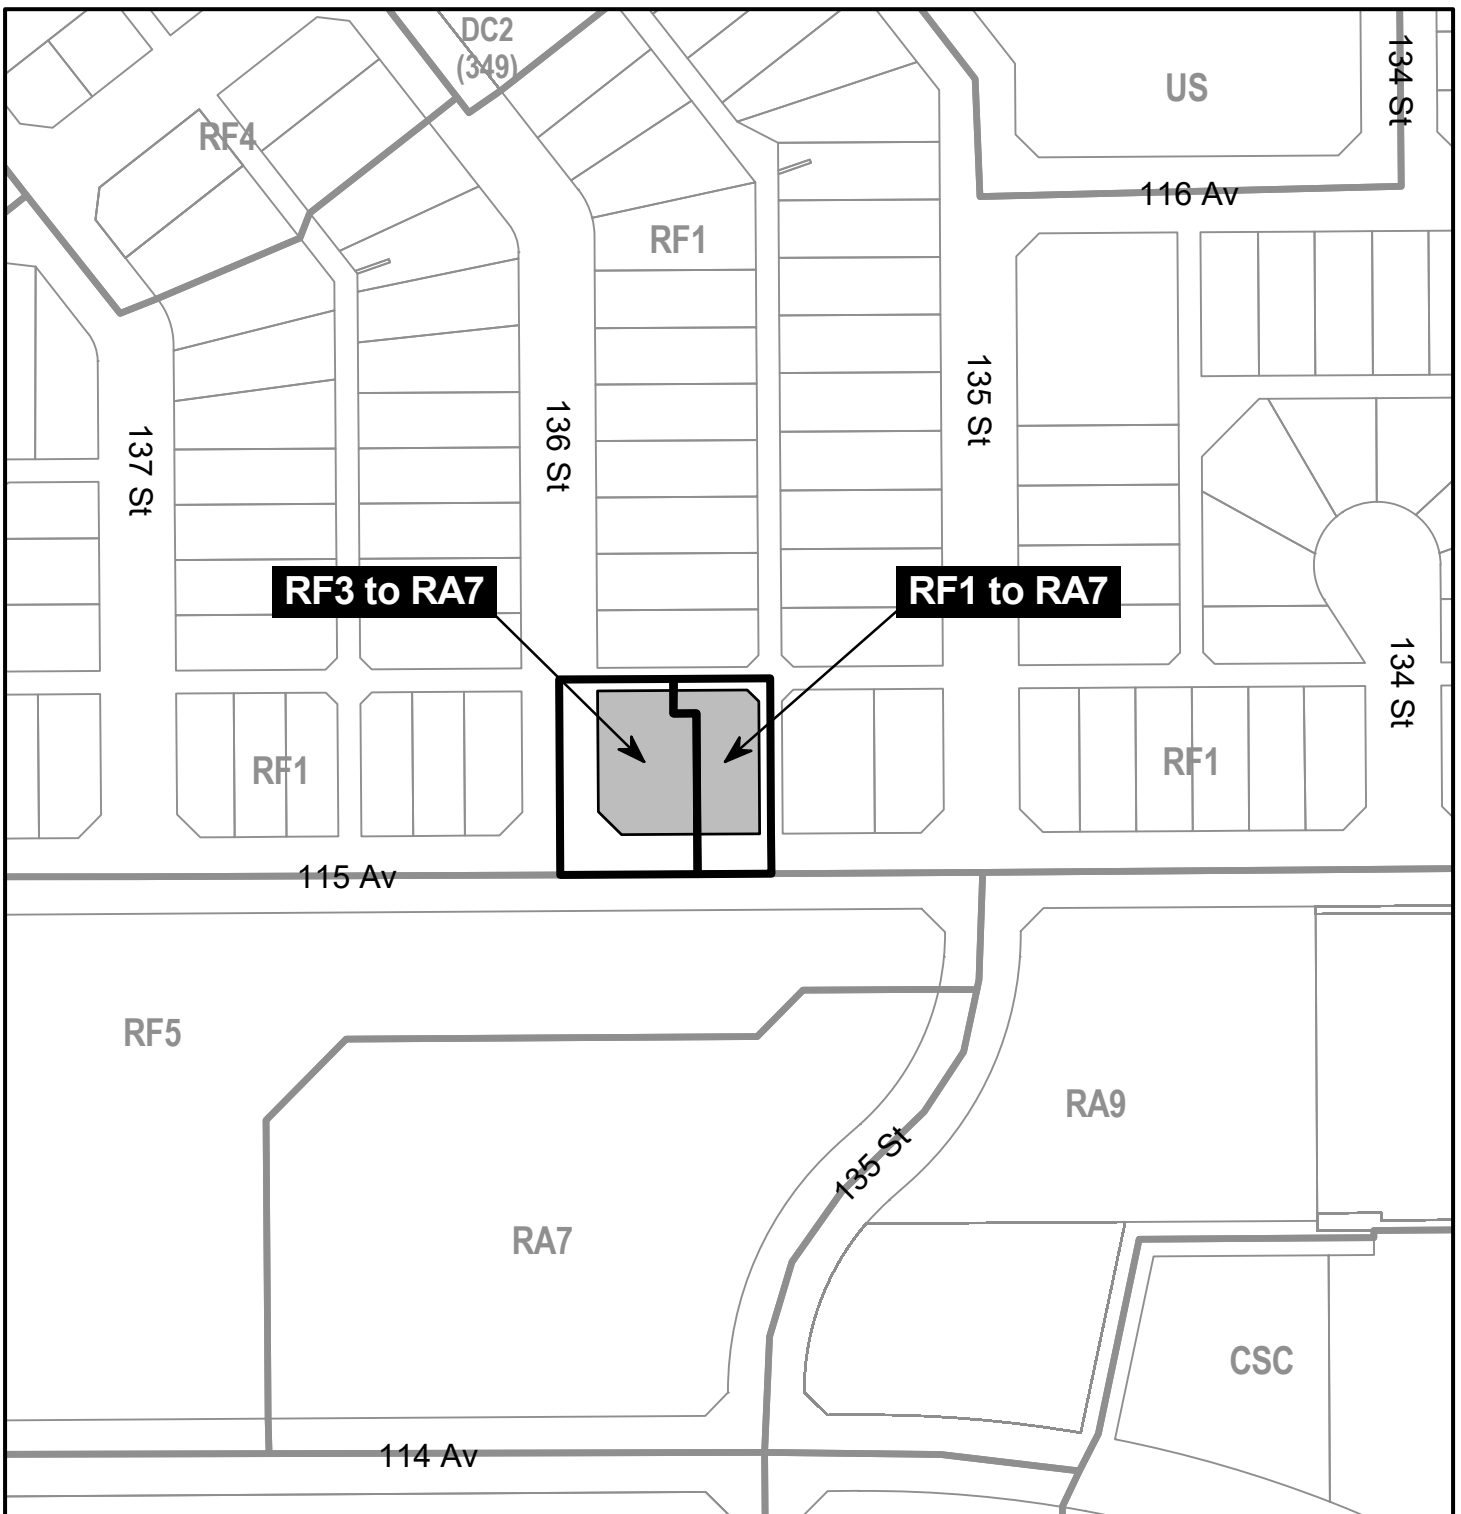 DC2
(349)
US
134 St
RF4
116 Av
RF1
135 St
136 St
137 St
RF3 to RA7
RF1 to RA7
134 St
RF1
RF1
115 Av
RF5
RA9
135 St
RA7
CSC
114 Av